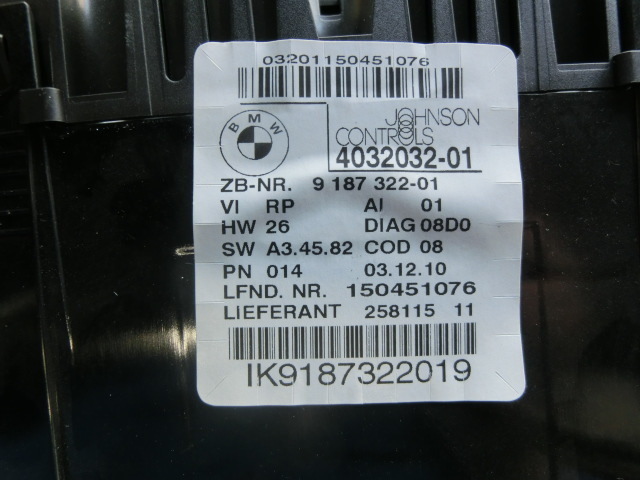 03201150451076
BMW
JOHNSON
CONTROLS
4032032-01
ZB-NR. 9 187 322-01
VI RP AI 01
HW 26 DIAG 08D0
SW A3.45.82 COD 08
PN 014 03.12.10
LFND. NR. 150451076
LIEFERANT 258115 11
IK9187322019